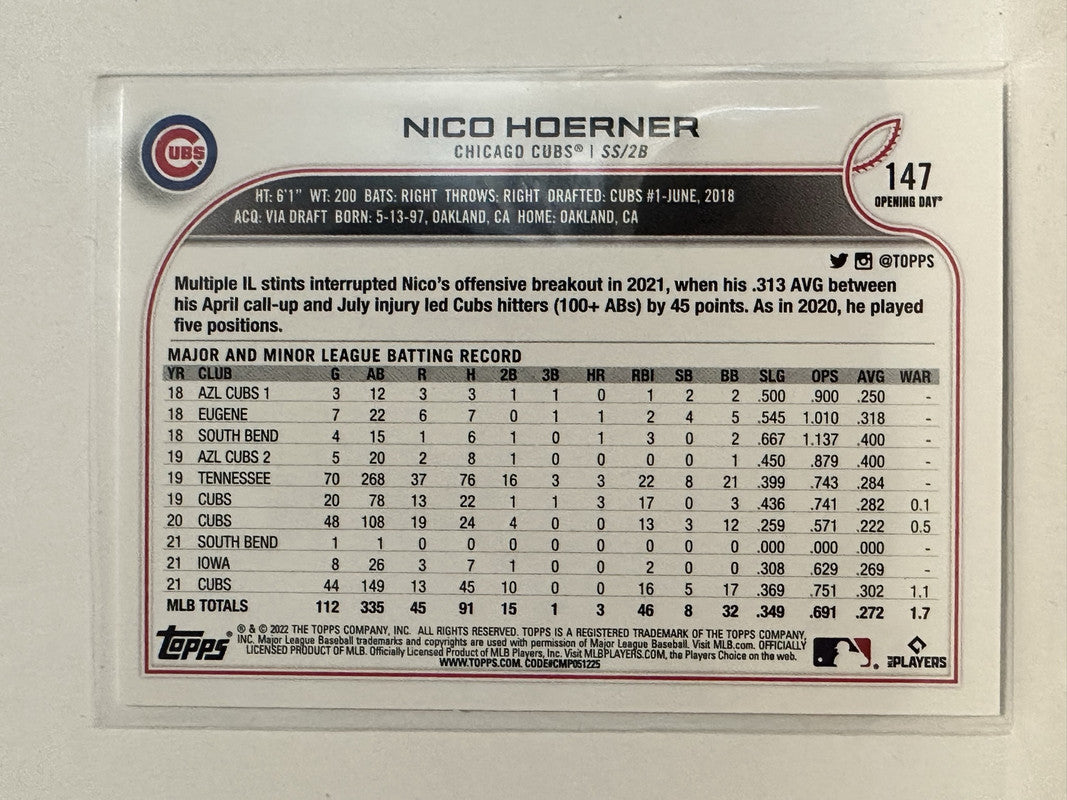 CUBS
NICO HOERNER
CHICAGO CUBS® | SS/2B
147
OPENING DAY®
HT: 6'1" WT: 200 BATS: RIGHT THROWS: RIGHT DRAFTED: CUBS #1-JUNE, 2018
ACQ: VIA DRAFT BORN: 5-13-97, OAKLAND, CA HOME: OAKLAND, CA
@TOPPS
Multiple IL stints interrupted Nico's offensive breakout in 2021, when his .313 AVG between
his April call-up and July injury led Cubs hitters (100+ ABs) by 45 points. As in 2020, he played
five positions.
MAJOR AND MINOR LEAGUE BATTING RECORD
YR CLUB G AB R H 2B 3B HR RBI SB BB SLG OPS AVG WAR
18 AZL CUBS 1 3 12 3 3 1 1 0 1 2 2 .500 .900 .250 -
18 EUGENE 7 22 6 7 0 1 1 2 4 5 .545 1.010 .318 -
18 SOUTH BEND 4 15 1 6 1 0 1 3 0 2 .667 1.137 .400 -
19 AZL CUBS 2 5 20 2 8 1 0 0 0 0 1 .450 .879 .400 -
19 TENNESSEE 70 268 37 76 16 3 3 22 8 21 .399 .743 .284 -
19 CUBS 20 78 13 22 1 1 3 17 0 3 .436 .741 .282 0.1
20 CUBS 48 108 19 24 4 0 0 13 3 12 .259 .571 .222 0.5
21 SOUTH BEND 1 1 0 0 0 0 0 0 0 0 .000 .000 .000 -
21 IOWA 8 26 3 7 1 0 0 2 0 0 .308 .629 .269 -
21 CUBS 44 149 13 45 10 0 0 16 5 17 .369 .751 .302 1.1
MLB TOTALS 112 335 45 91 15 1 3 46 8 32 .349 .691 .272 1.7
Topps
® & © 2022 THE TOPPS COMPANY, INC. ALL RIGHTS RESERVED. TOPPS IS A REGISTERED TRADEMARK OF THE TOPPS COMPANY,
INC. Major League Baseball trademarks and copyrights are used with permission of Major League Baseball. Visit MLB.com. OFFICIALLY
LICENSED PRODUCT OF MLB. Officially Licensed Product of MLB Players, Inc. Visit MLBPLAYERS.COM, the Players Choice on the web.
WWW.TOPPS.COM. CODE#CMP051225
MLB PLAYERS